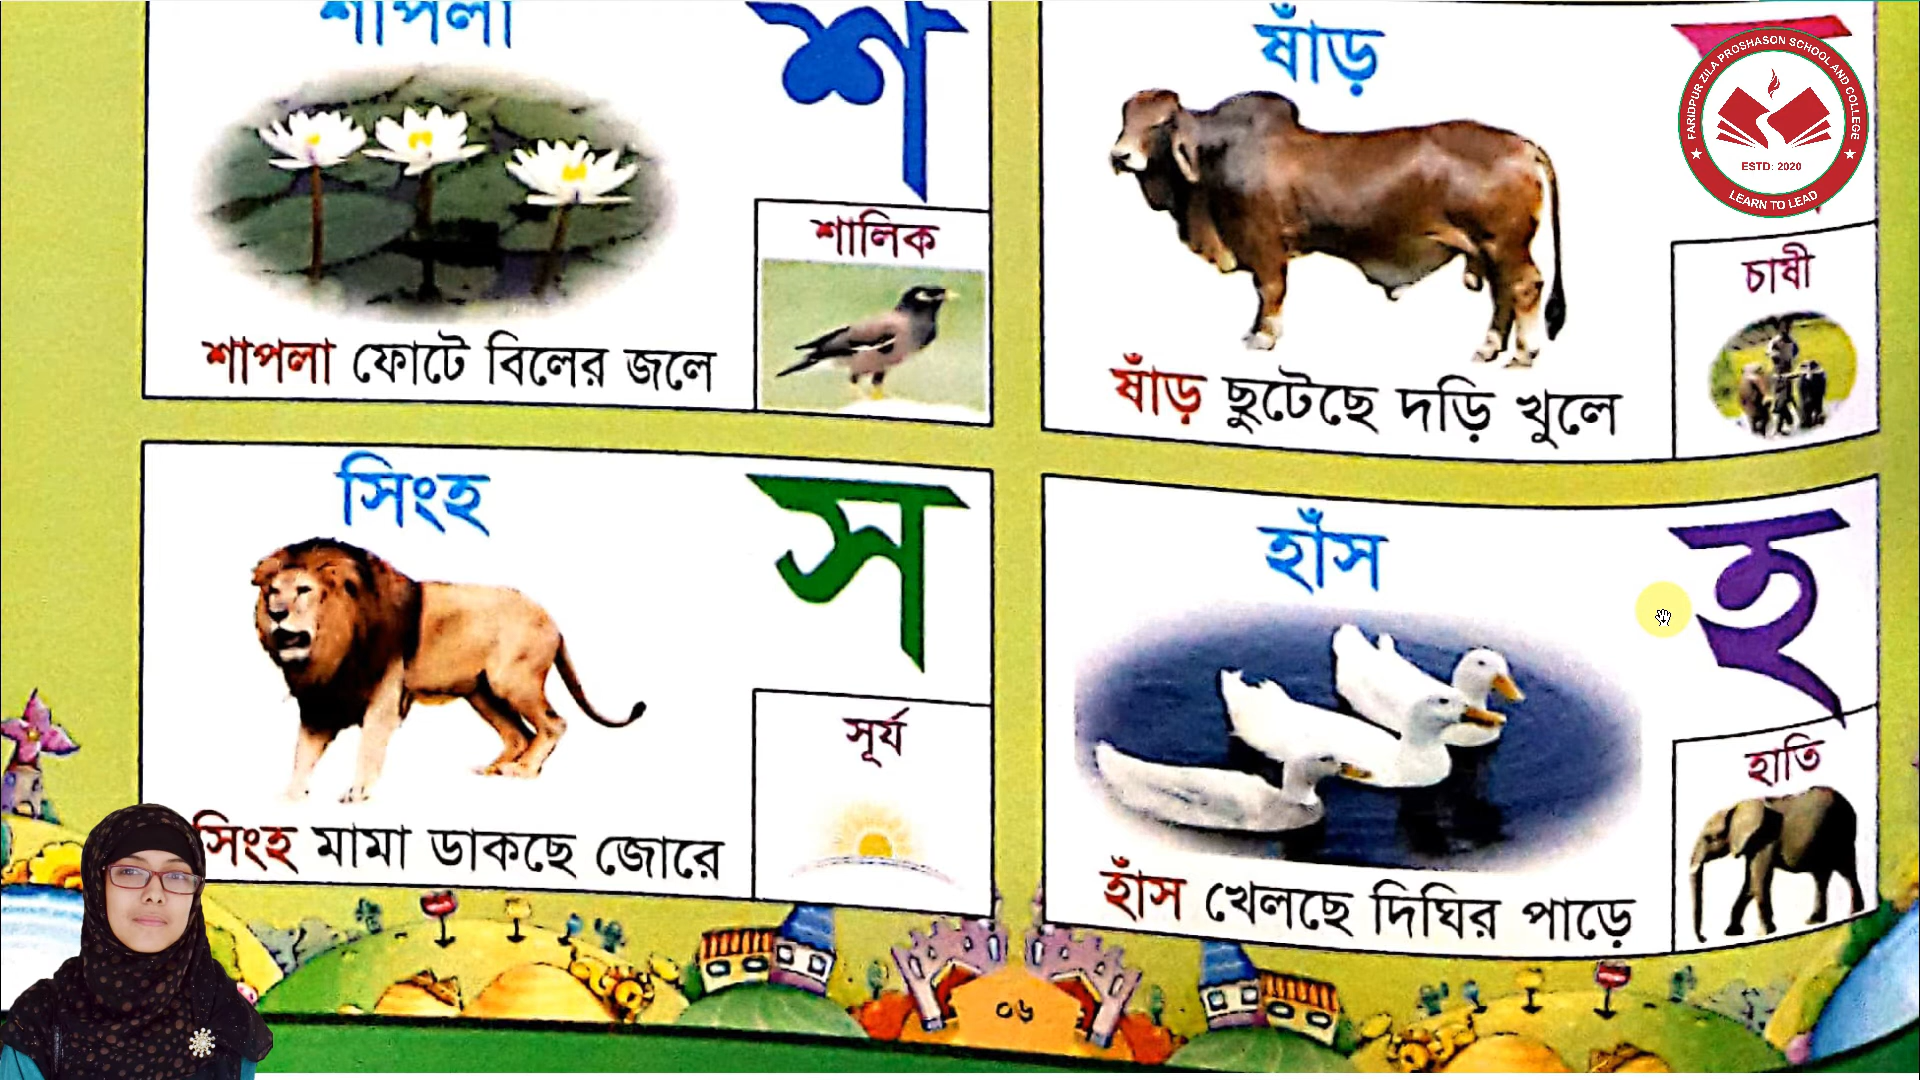 শাপলা
শ
শালিক
শাপলা ফোটে বিলের জলে
ষাঁড়
চাষী
ষাঁড় ছুটেছে দড়ি খুলে
FARIDPUR ZILA PROSHASON SCHOOL AND COLLEGE
ESTD: 2020
LEARN TO LEAD
সিংহ
স
সূর্য
সিংহ মামা ডাকছে জোরে
হাঁস
হ
হাতি
হাঁস খেলছে দিঘির পাড়ে
০৬